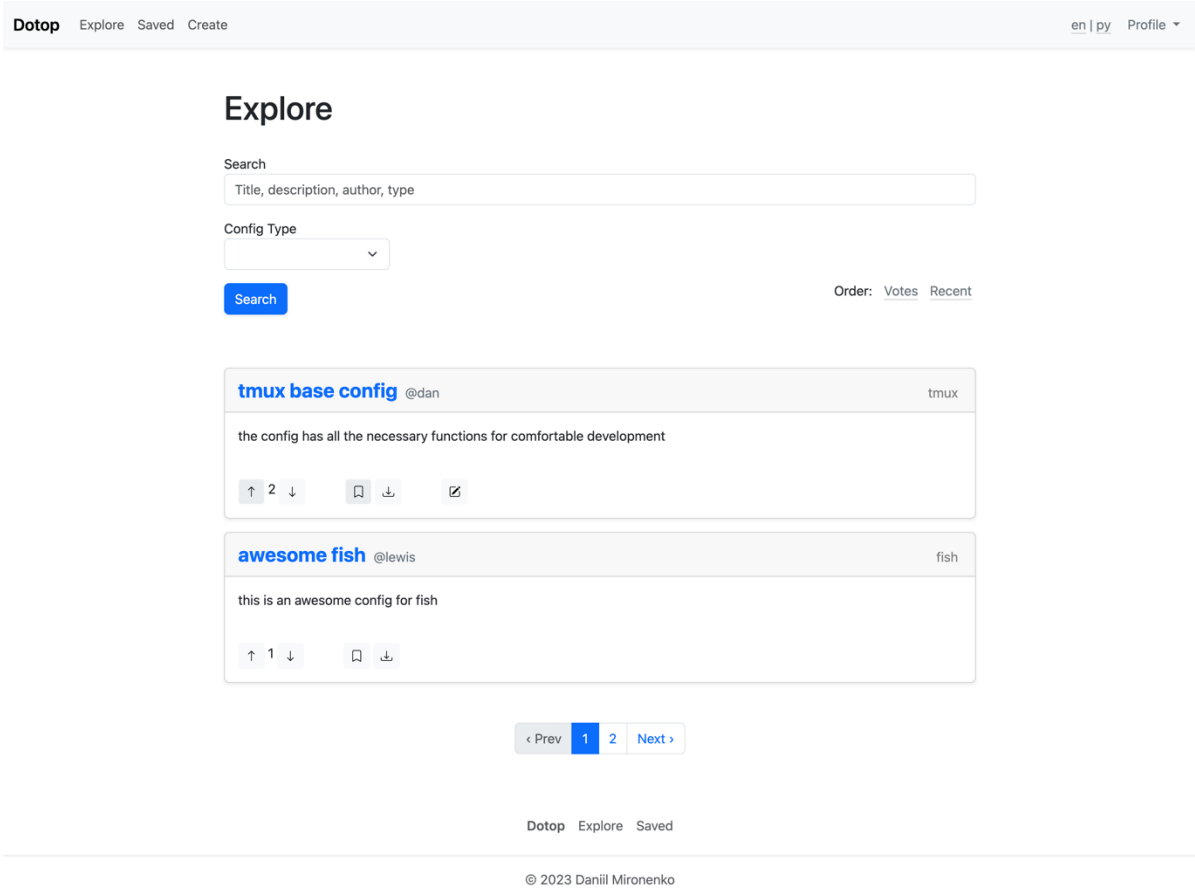 Dotop Explore Saved Create en | ру Profile
Explore
Search
Title, description, author, type
Config Type
Search Order: Votes Recent
tmux base config @dan tmux
the config has all the necessary functions for comfortable development
2
awesome fish @lewis fish
this is an awesome config for fish
1
‹ Prev 1 2 Next ›
Dotop Explore Saved
© 2023 Daniil Mironenko